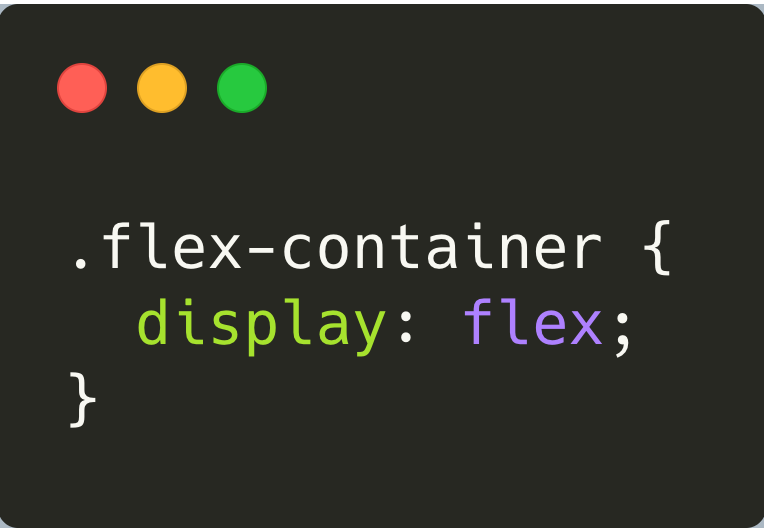 .flex-container {
  display: flex;
}